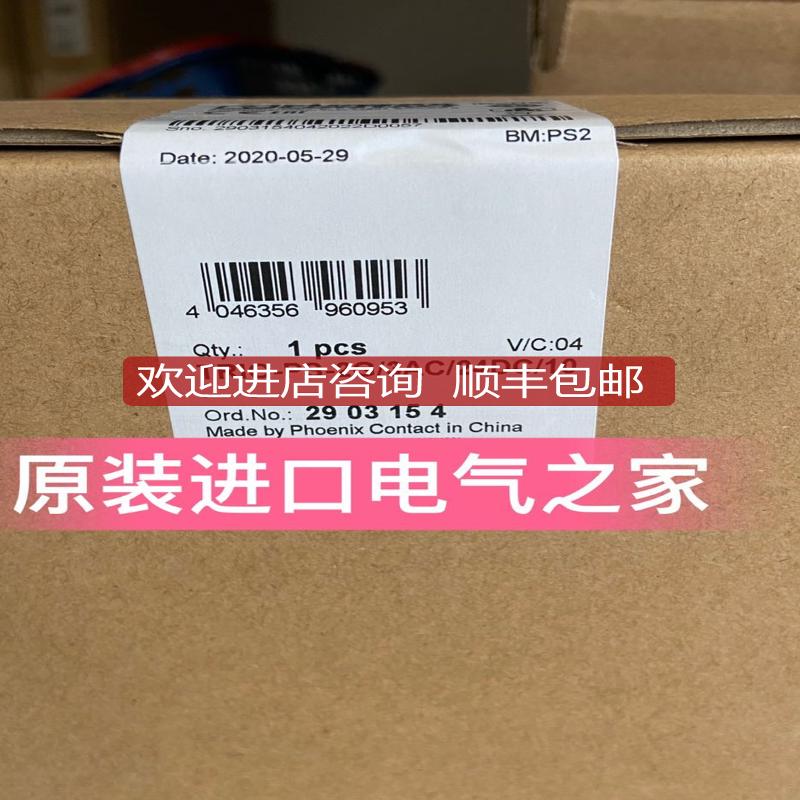 Sno.: 2903154042022D0057
BM:PS2
Date: 2020-05-29
4 046356 960953
Qty.: 1 pcs V/C:04
欢迎进店咨询 顺丰包邮
Ord.No.: 29 03 15 4
Made by Phoenix Contact in China
原装进口电气之家